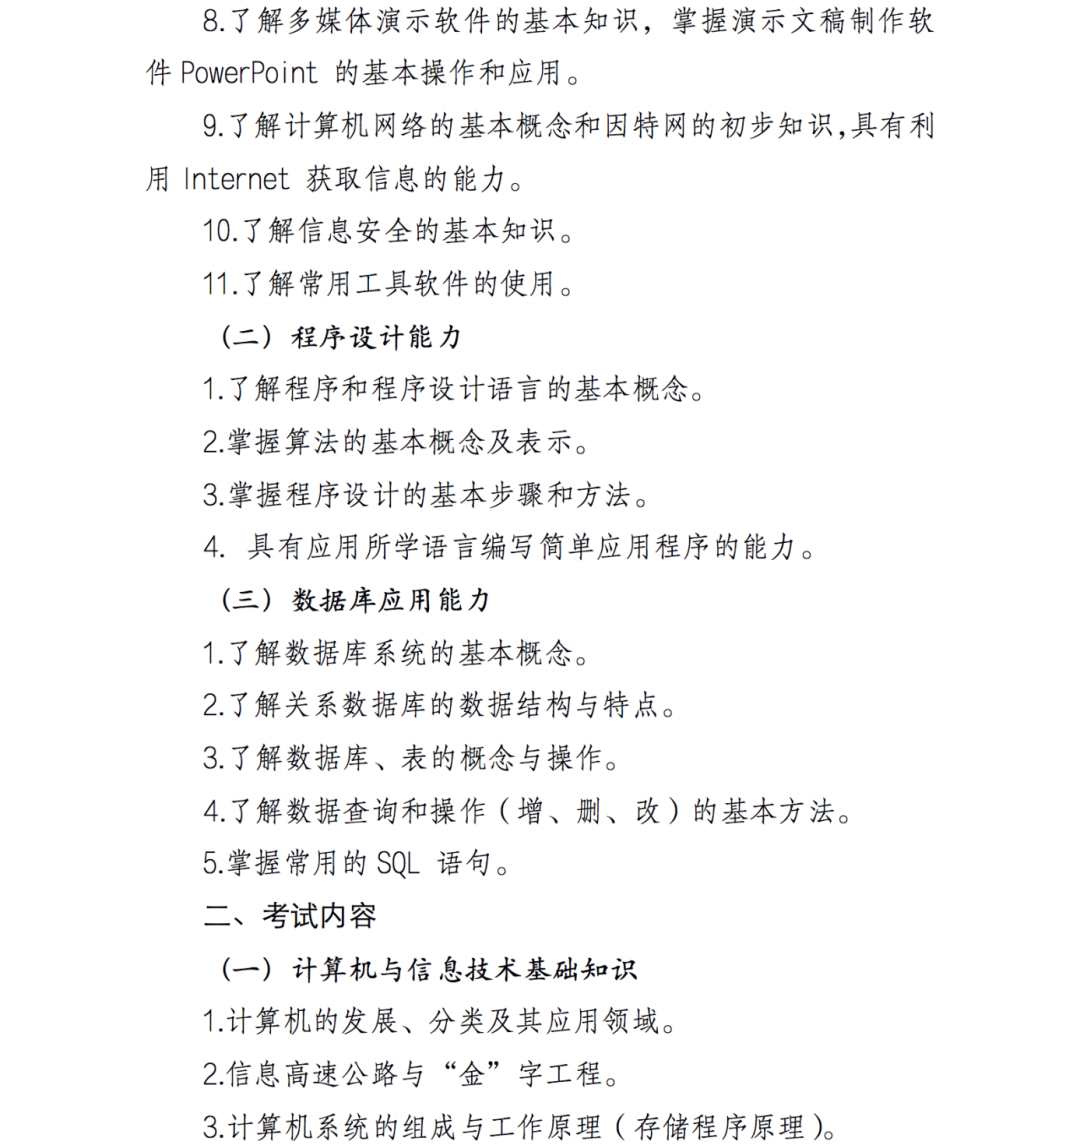 8.了解多媒体演示软件的基本知识，掌握演示文稿制作软
件 PowerPoint 的基本操作和应用。
9.了解计算机网络的基本概念和因特网的初步知识,具有利
用 Internet 获取信息的能力。
10.了解信息安全的基本知识。
11.了解常用工具软件的使用。
（二）程序设计能力
1.了解程序和程序设计语言的基本概念。
2.掌握算法的基本概念及表示。
3.掌握程序设计的基本步骤和方法。
4. 具有应用所学语言编写简单应用程序的能力。
（三）数据库应用能力
1.了解数据库系统的基本概念。
2.了解关系数据库的数据结构与特点。
3.了解数据库、表的概念与操作。
4.了解数据查询和操作（增、删、改）的基本方法。
5.掌握常用的 SQL 语句。
二、考试内容
（一）计算机与信息技术基础知识
1.计算机的发展、分类及其应用领域。
2.信息高速公路与“金”字工程。
3.计算机系统的组成与工作原理（存储程序原理）。